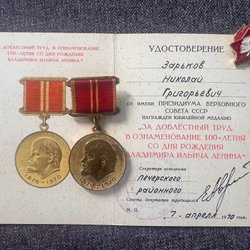 "ЗА ДОБЛЕСТНЫЙ ТРУД.
В ОЗНАМЕНОВАНИЕ 100-ЛЕТИЯ
СО ДНЯ РОЖДЕНИЯ
ВЛАДИМИРА ИЛЬИЧА ЛЕНИНА"
1870-1970
1870-1970
УДОСТОВЕРЕНИЕ
Зарьков
Николай
Григорьевич
от имени ПРЕЗИДИУМА ВЕРХОВНОГО
СОВЕТА СССР
НАГРАЖДЕН ЮБИЛЕЙНОЙ МЕДАЛЬЮ
"ЗА ДОБЛЕСТНЫЙ ТРУД.
В ОЗНАМЕНОВАНИЕ 100-ЛЕТИЯ
СО ДНЯ РОЖДЕНИЯ
ВЛАДИМИРА ИЛЬИЧА ЛЕНИНА"
Секретарь исполкома
Печерского
районного
Совета депутатов трудящихся
М. П.
7 апреля 1970 год